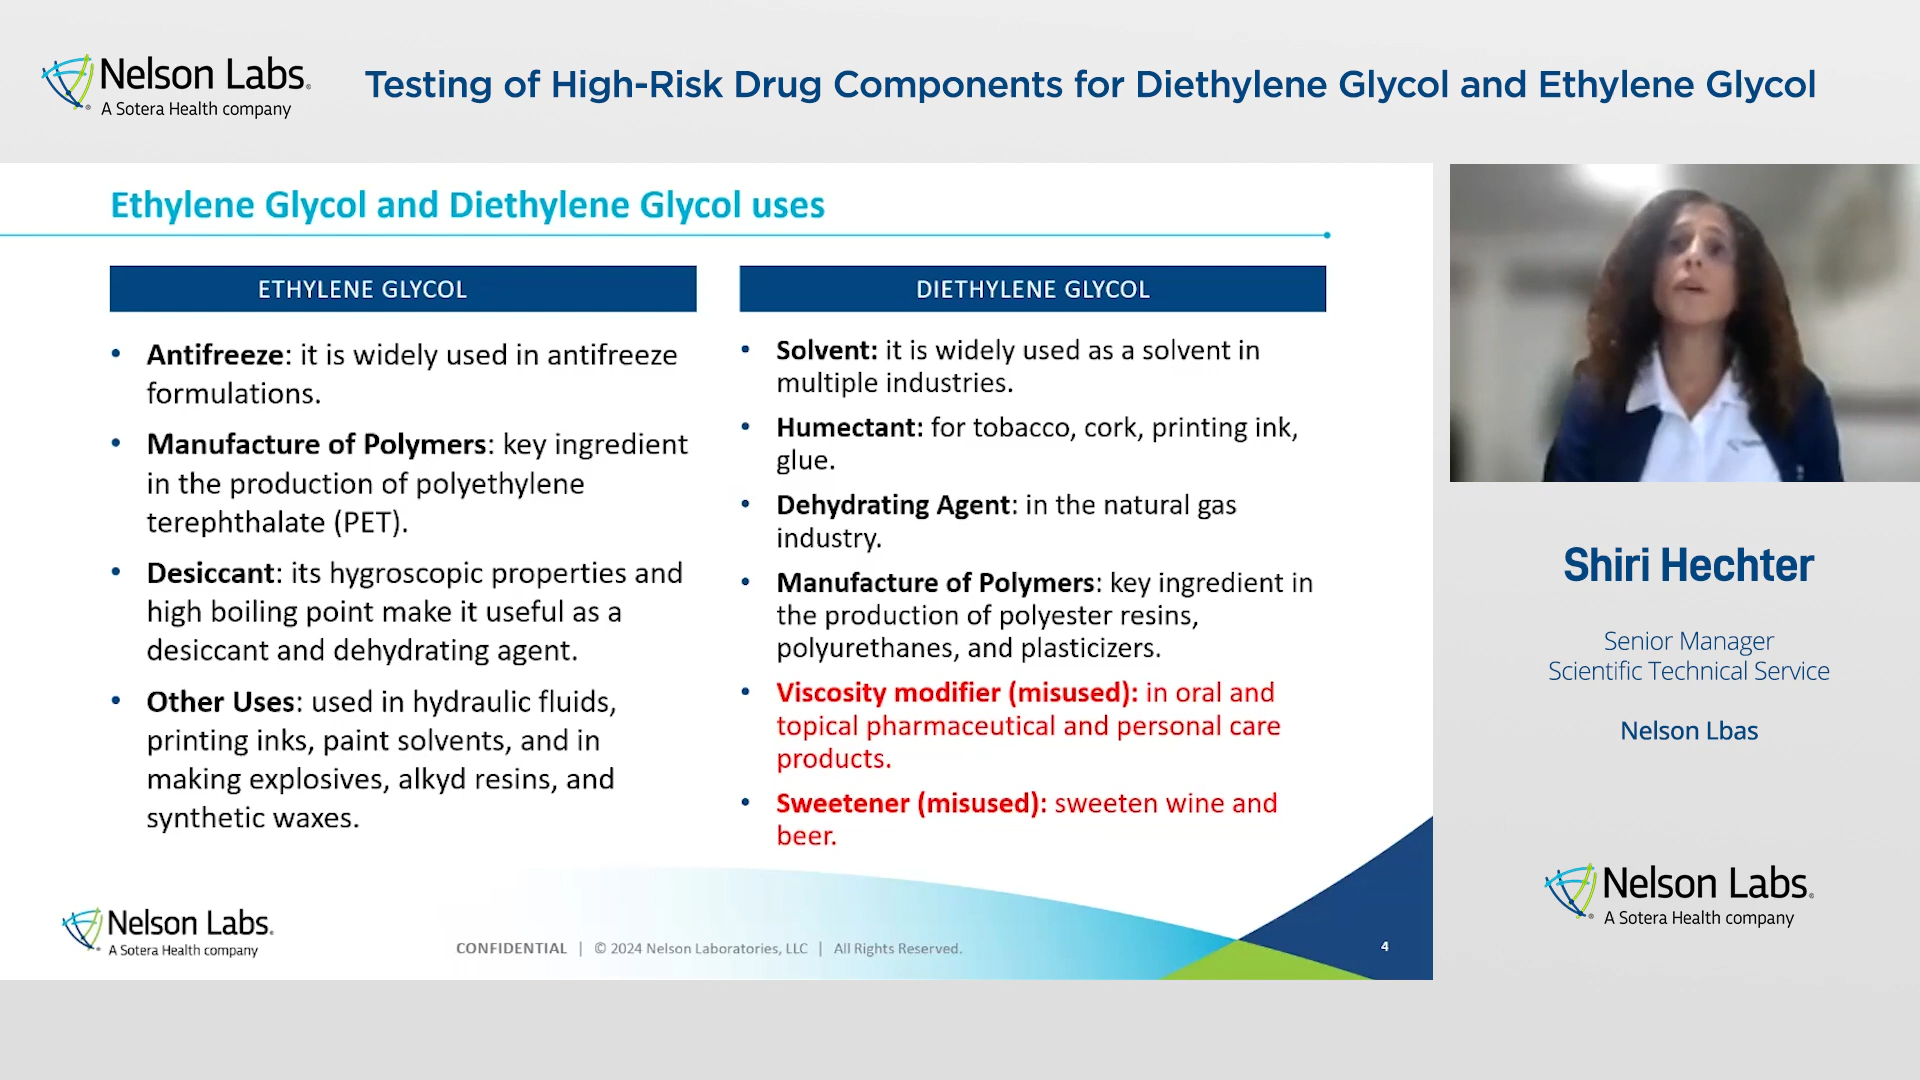 Nelson Labs®
A Sotera Health company
Testing of High-Risk Drug Components for Diethylene Glycol and Ethylene Glycol
Ethylene Glycol and Diethylene Glycol uses
ETHYLENE GLYCOL
• Antifreeze: it is widely used in antifreeze
formulations.
• Manufacture of Polymers: key ingredient
in the production of polyethylene
terephthalate (PET).
• Desiccant: its hygroscopic properties and
high boiling point make it useful as a
desiccant and dehydrating agent.
• Other Uses: used in hydraulic fluids,
printing inks, paint solvents, and in
making explosives, alkyd resins, and
synthetic waxes.
DIETHYLENE GLYCOL
• Solvent: it is widely used as a solvent in
multiple industries.
• Humectant: for tobacco, cork, printing ink,
glue.
• Dehydrating Agent: in the natural gas
industry.
• Manufacture of Polymers: key ingredient in
the production of polyester resins,
polyurethanes, and plasticizers.
• Viscosity modifier (misused): in oral and
topical pharmaceutical and personal care
products.
• Sweetener (misused): sweeten wine and
beer.
Nelson Labs®
A Sotera Health company
CONFIDENTIAL | © 2024 Nelson Laboratories, LLC | All Rights Reserved.
4
Shiri Hechter
Senior Manager
Scientific Technical Service
Nelson Lbas
Nelson Labs®
A Sotera Health company